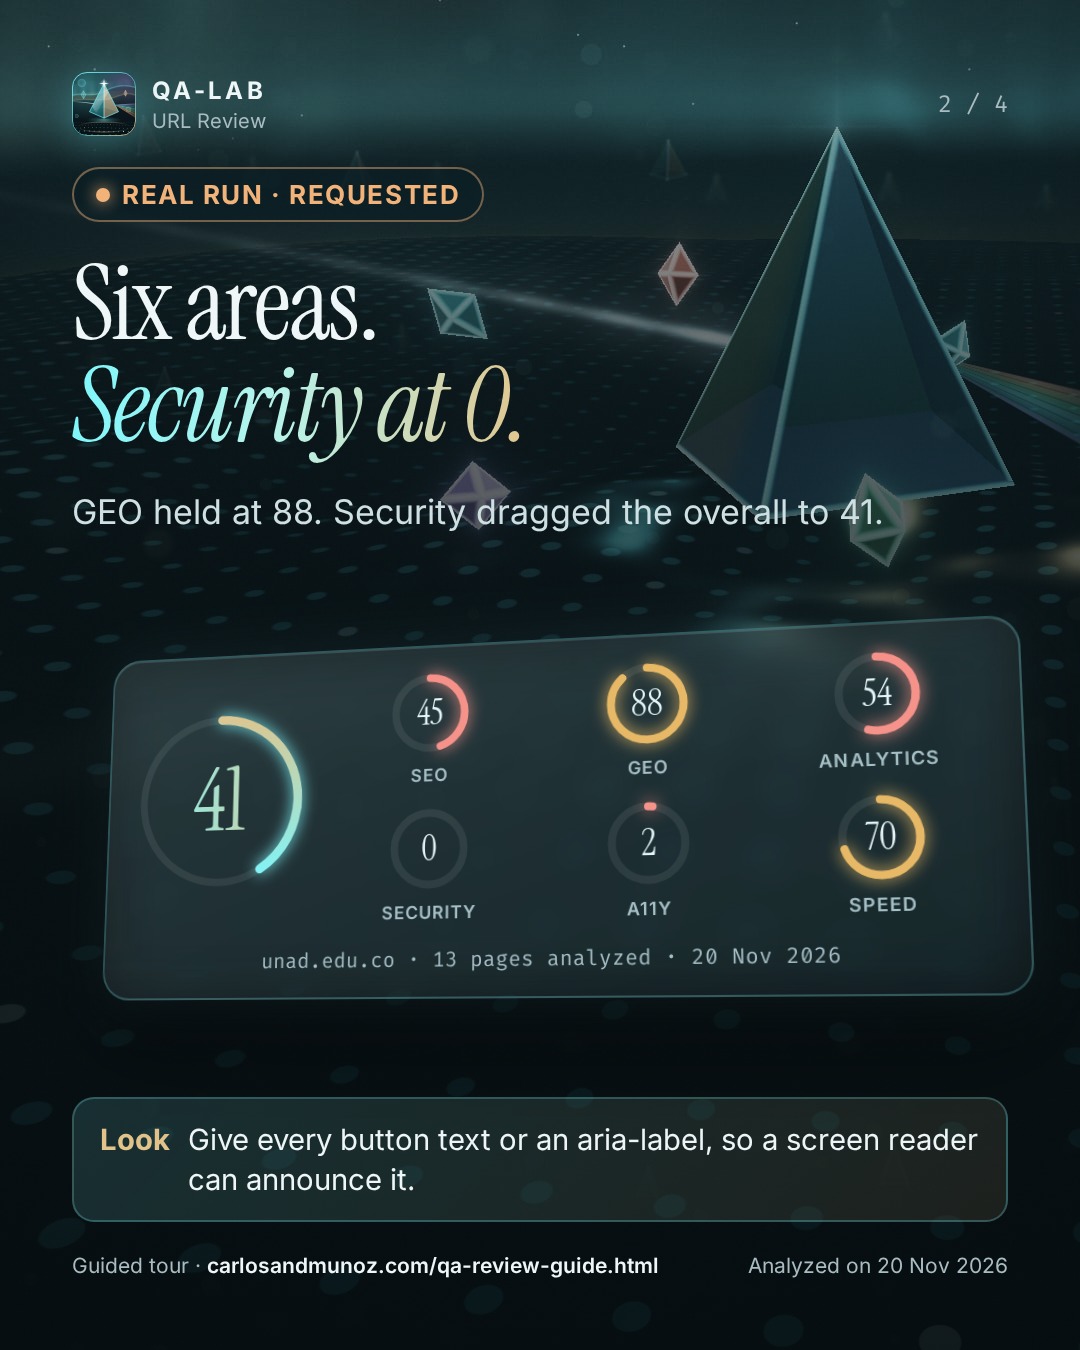 QA-LAB
URL Review
2 / 4
REAL RUN · REQUESTED
Six areas.
Security at 0.
GEO held at 88. Security dragged the overall to 41.
41
45
SEO
88
GEO
54
ANALYTICS
0
SECURITY
2
A11Y
70
SPEED
unad.edu.co · 13 pages analyzed · 20 Nov 2026
Look Give every button text or an aria-label, so a screen reader
can announce it.
Guided tour · carlosandmunoz.com/qa-review-guide.html
Analyzed on 20 Nov 2026